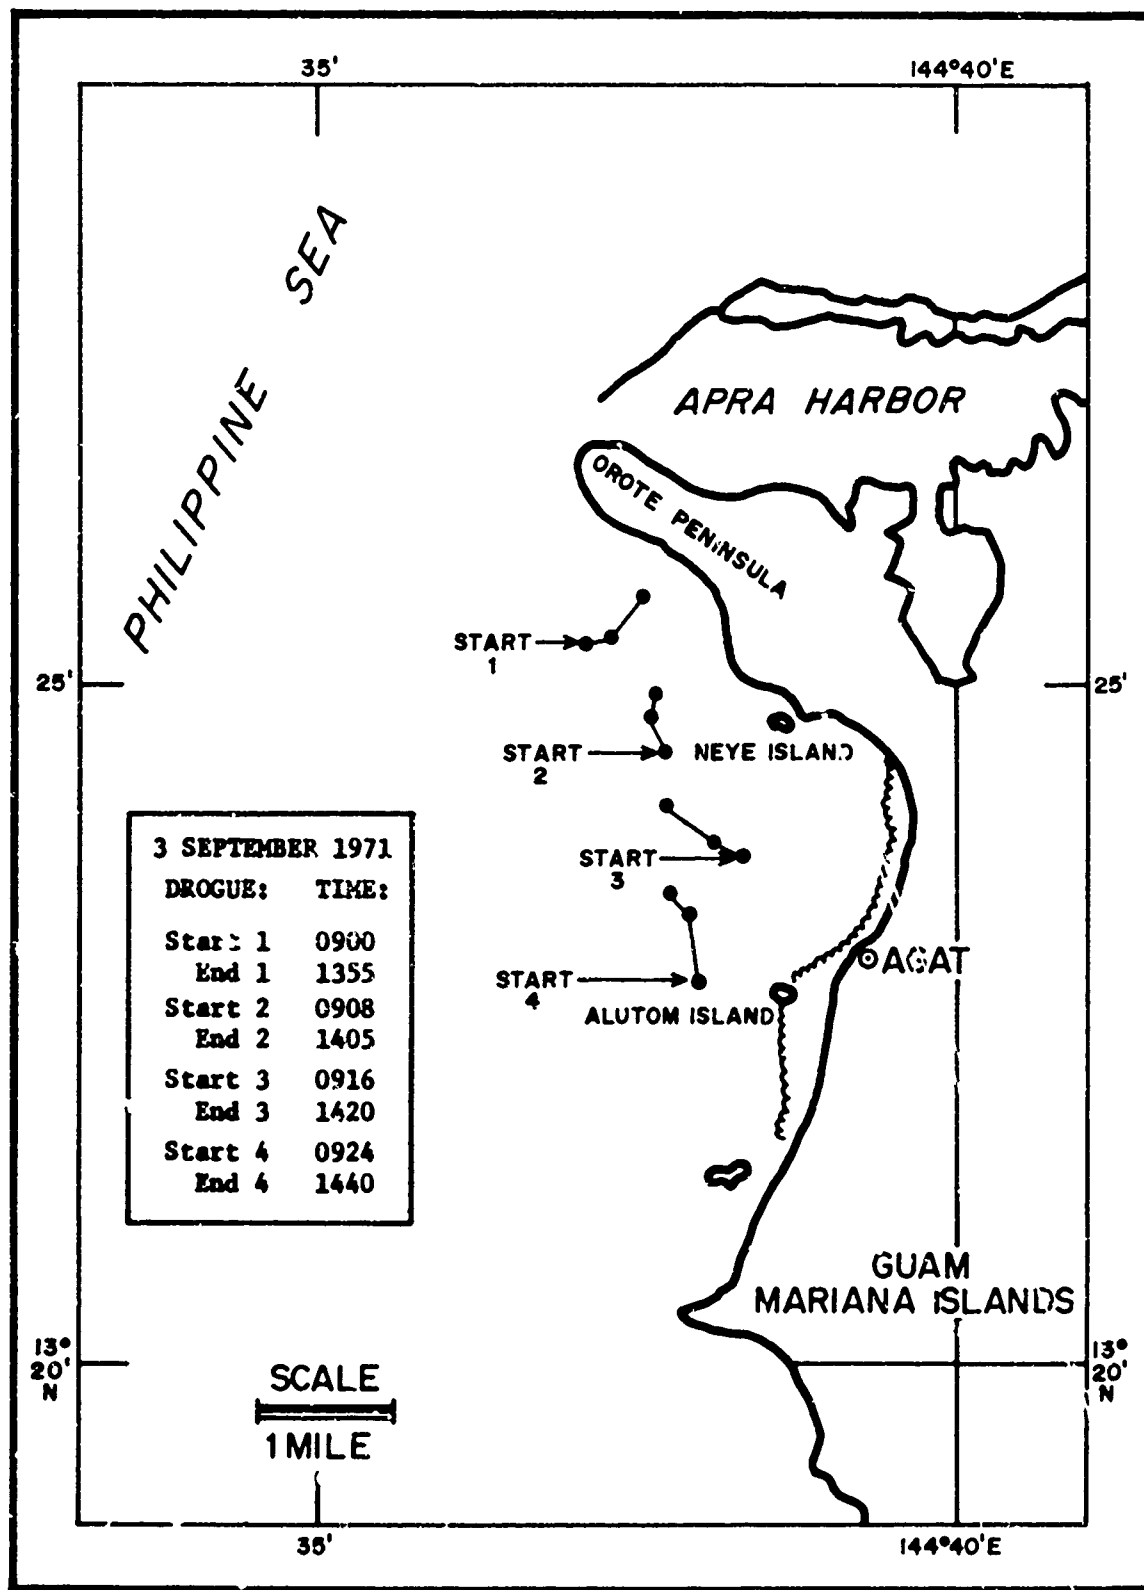 35'
144°40'E
PHILIPPINE SEA
APRA HARBOR
OROTE PENINSULA
START
1
25'
25'
START
2
NEYE ISLAND
START
3
START
4
AGAT
ALUTOM ISLAND
3 SEPTEMBER 1971
DROGUE: TIME:
Start 1 0900
End 1 1355
Start 2 0908
End 2 1405
Start 3 0916
End 3 1420
Start 4 0924
End 4 1440
GUAM
MARIANA ISLANDS
13°
20'
N
13°
20'
N
SCALE
1 MILE
35'
144°40'E